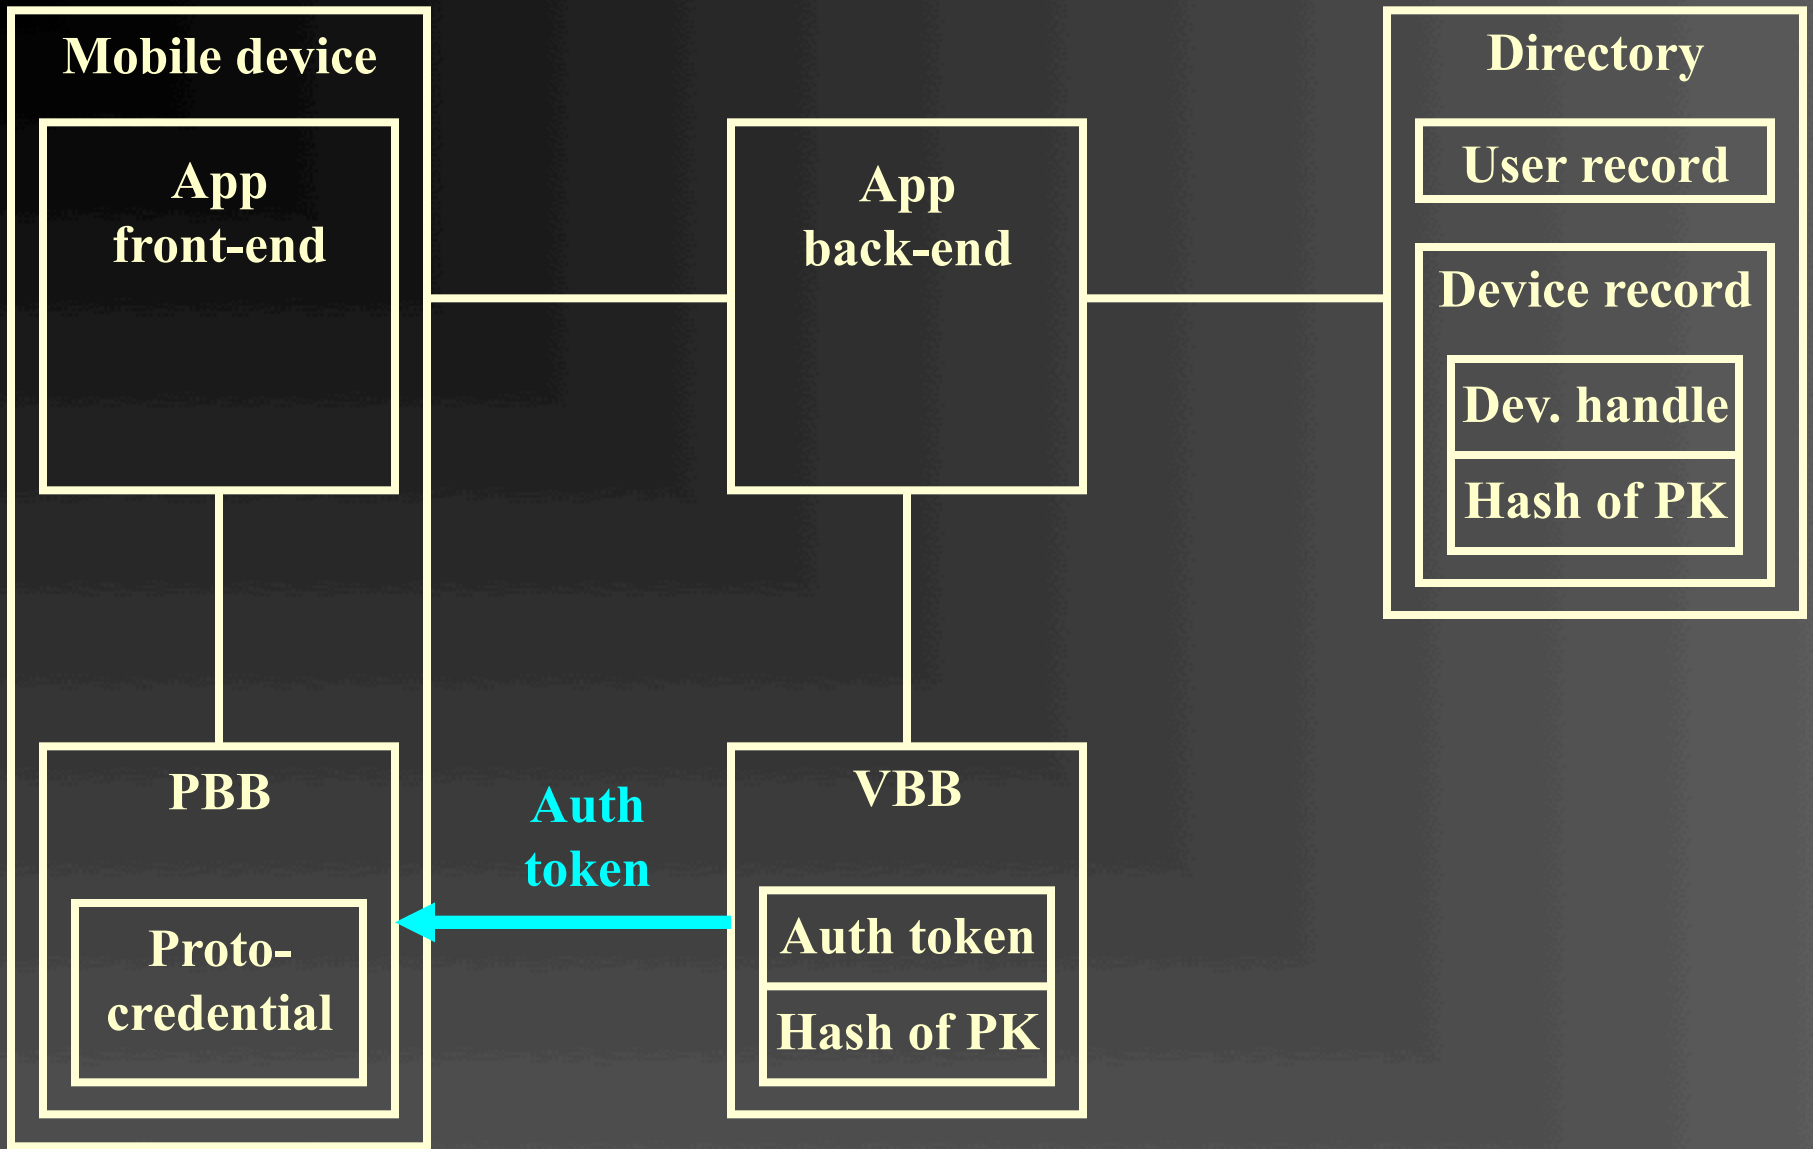 Mobile device
App
front-end
App
back-end
Directory
User record
Device record
Dev. handle
Hash of PK
PBB
Proto-
credential
Auth
token
VBB
Auth token
Hash of PK